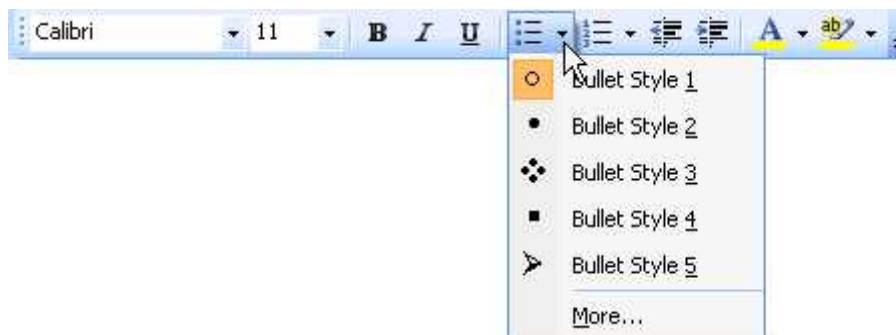 Calibri 11 B I U A ab
Bullet Style 1
Bullet Style 2
Bullet Style 3
Bullet Style 4
Bullet Style 5
More...